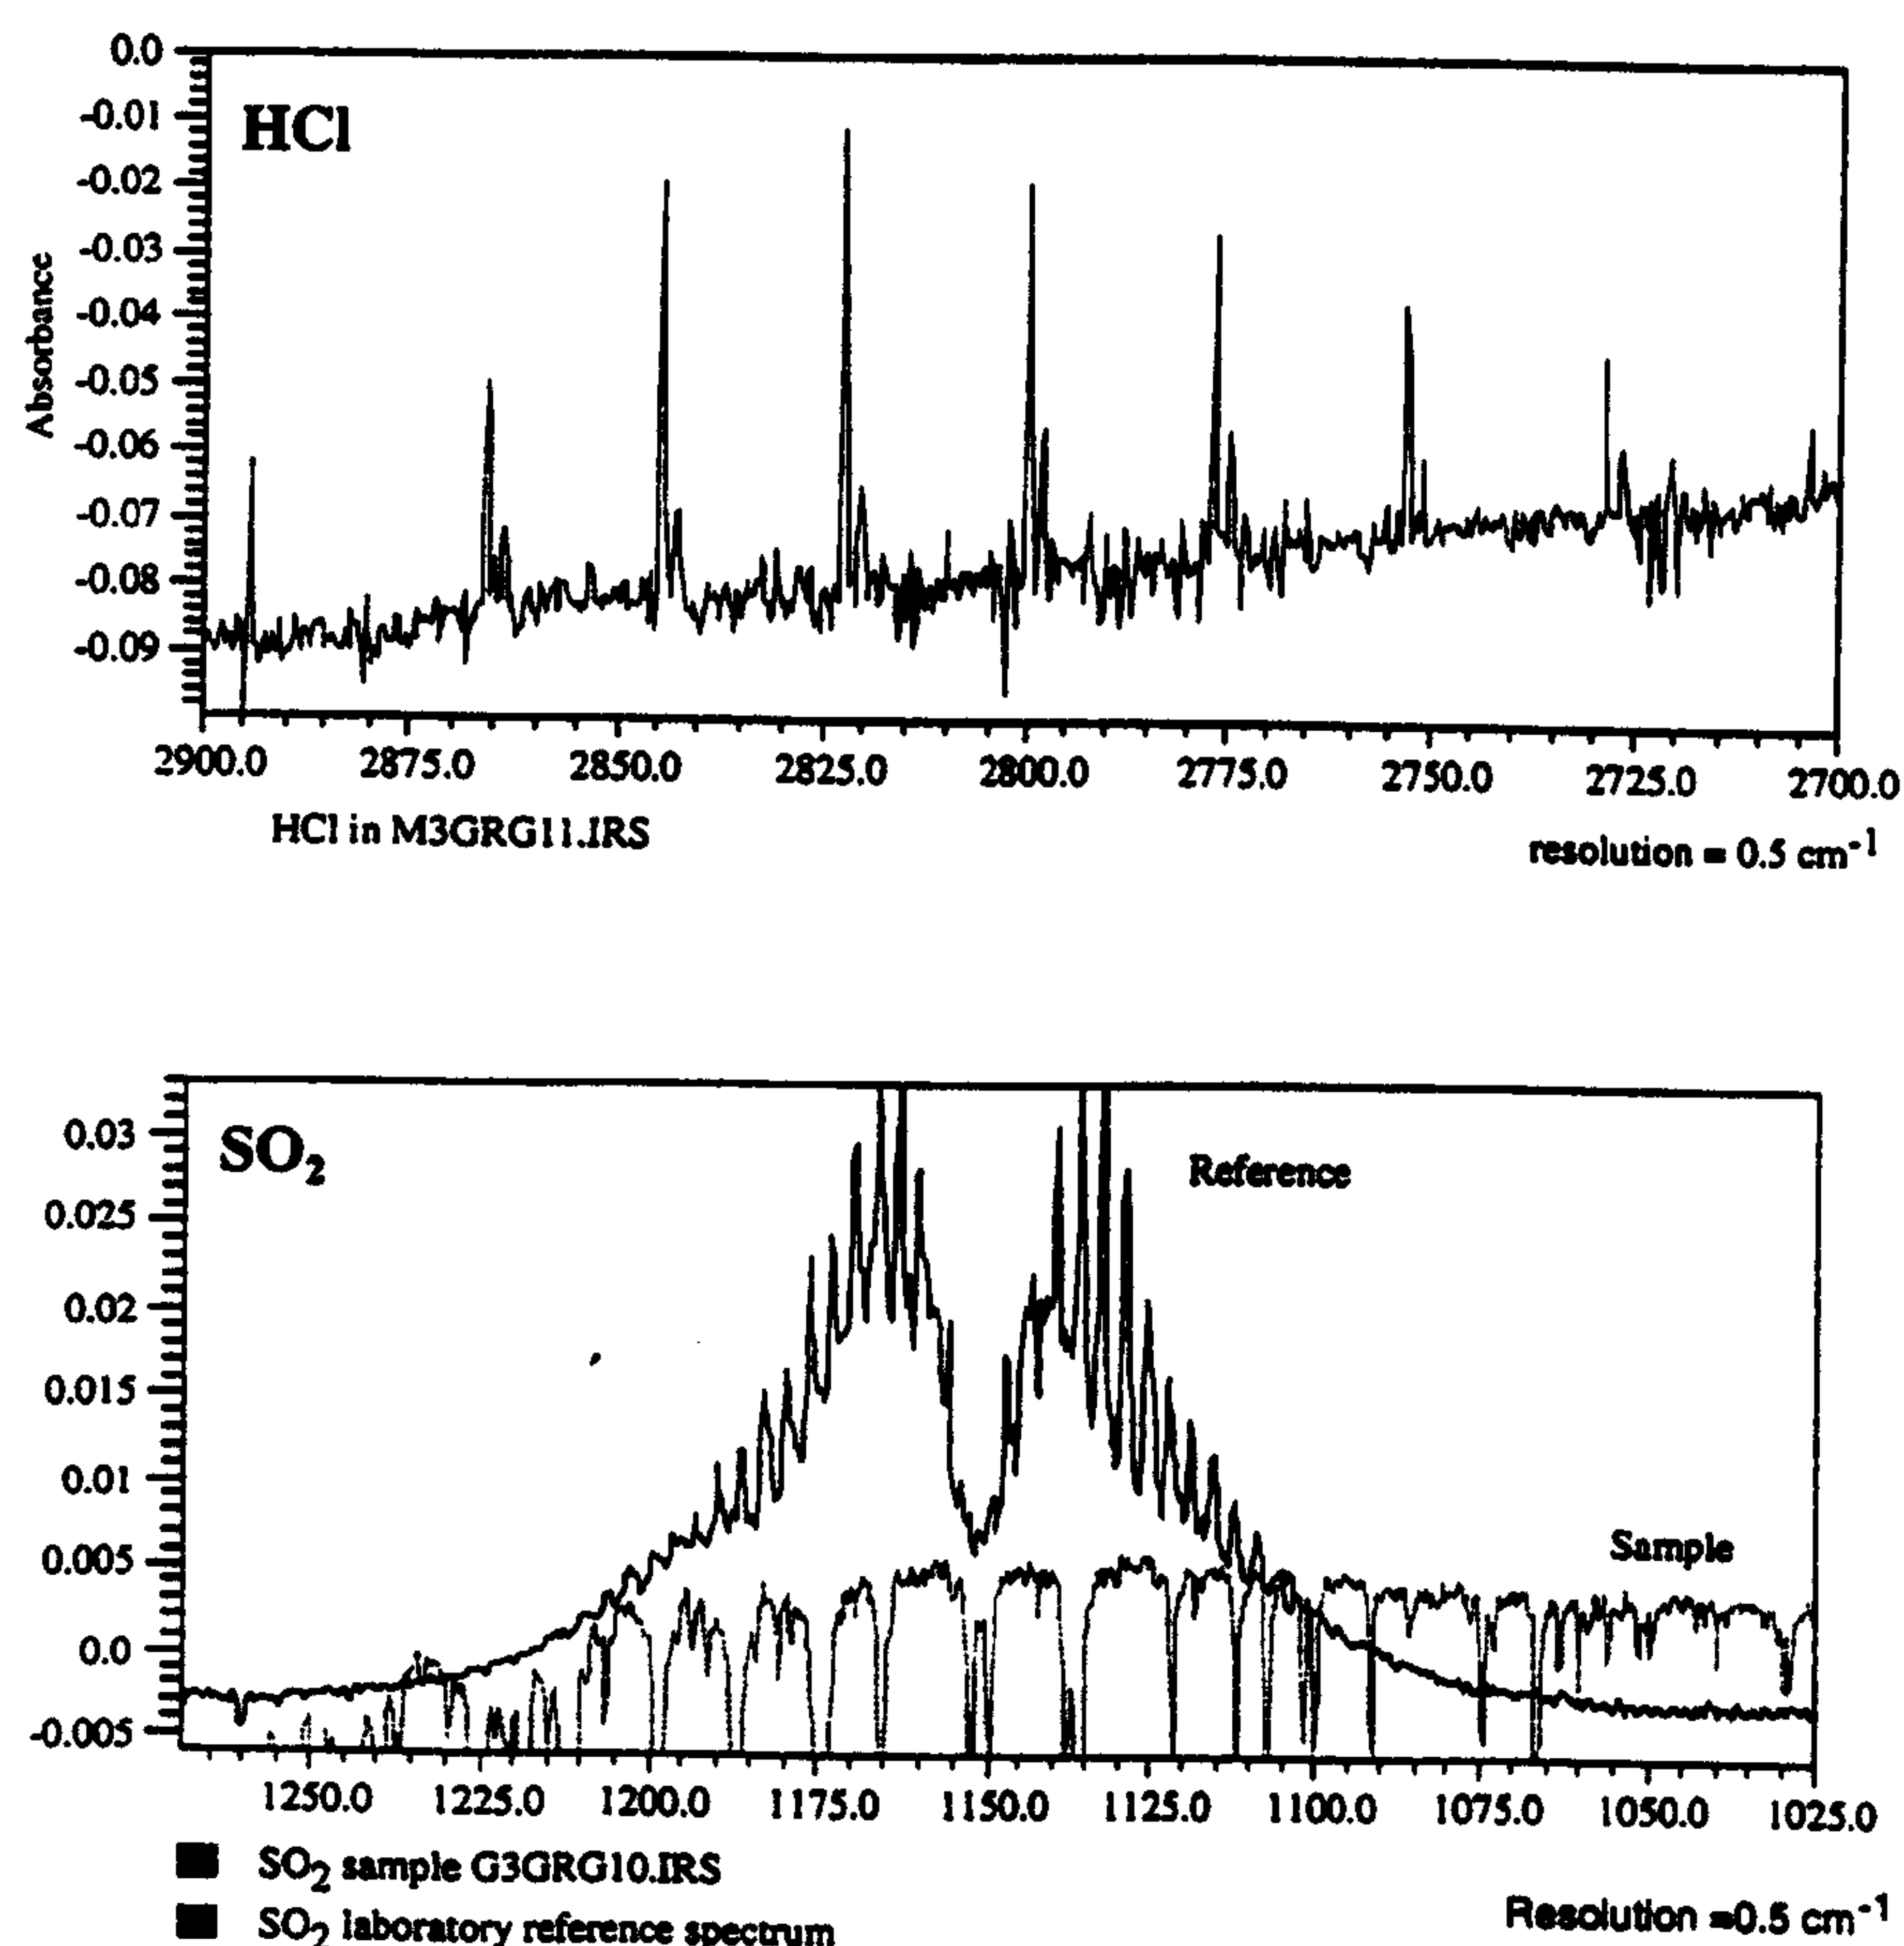 0.0
-0.01
-0.02
-0.03
-0.04
-0.05
-0.06
-0.07
-0.08
-0.09
Absorbance
HCl
2900.0 2875.0 2850.0 2825.0 2800.0 2775.0 2750.0 2725.0 2700.0
HCl in M3GRG11.IRS
resolution = 0.5 cm⁻¹
0.03
0.025
0.02
0.015
0.01
0.005
0.0
-0.005
SO₂
Reference
Sample
1250.0 1225.0 1200.0 1175.0 1150.0 1125.0 1100.0 1075.0 1050.0 1025.0
SO₂ sample G3GRG10.IRS
SO₂ laboratory reference spectrum
Resolution =0.5 cm⁻¹